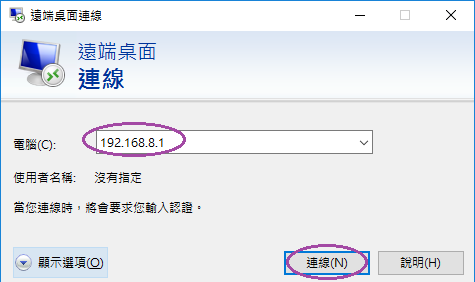 遠端桌面連線
遠端桌面
連線
電腦(C):
192.168.8.1
使用者名稱:
沒有指定
當您連線時，將會要求您輸入認證。
顯示選項(O)
連線(N)
說明(H)